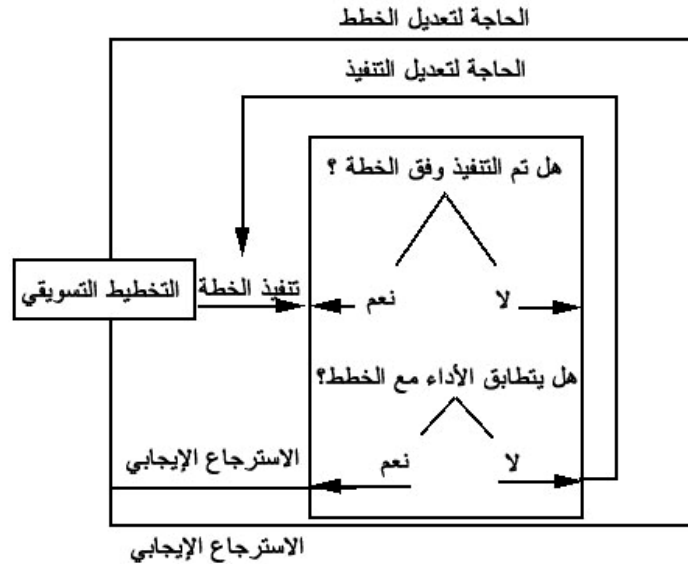 الحاجة لتعديل الخطط
الحاجة لتعديل التنفيذ
هل تم التنفيذ وفق الخطة ؟
التخطيط التسويقي
تنفيذ الخطة
نعم
لا
هل يتطابق الأداء مع الخطط؟
الاسترجاع الإيجابي
نعم
لا
الاسترجاع الإيجابي